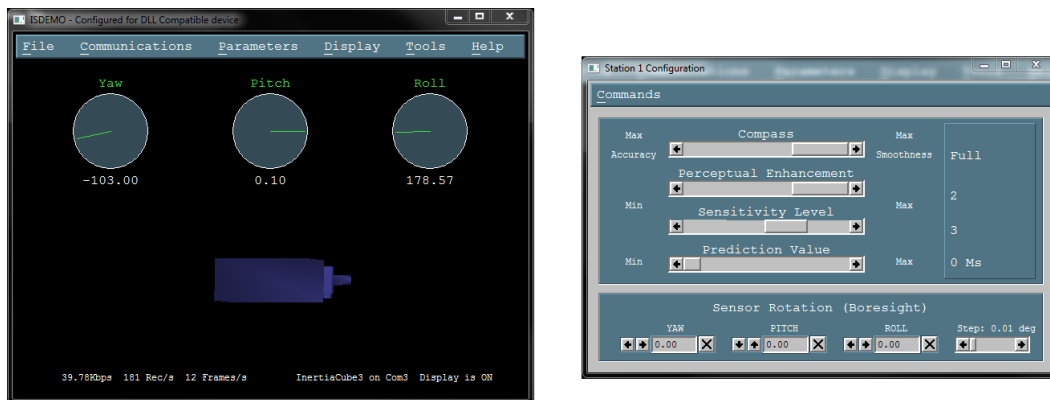 ISDEMO - Configured for DLL Compatible device
File Communications Parameters Display Tools Help
Yaw Pitch Roll
-103.00 0.10 178.57
39.78Kbps 181 Rec/s 12 Frames/s InertiaCube3 on Com3 Display is ON
Station 1 Configuration
Commands
Max Compass Max
Accuracy Smoothness Full
Perceptual Enhancement
2
Min Sensitivity Level Max
3
Prediction Value
Min Max 0 Ms
Sensor Rotation (Boresight)
YAW PITCH ROLL Step: 0.01 deg
0.00 0.00 0.00